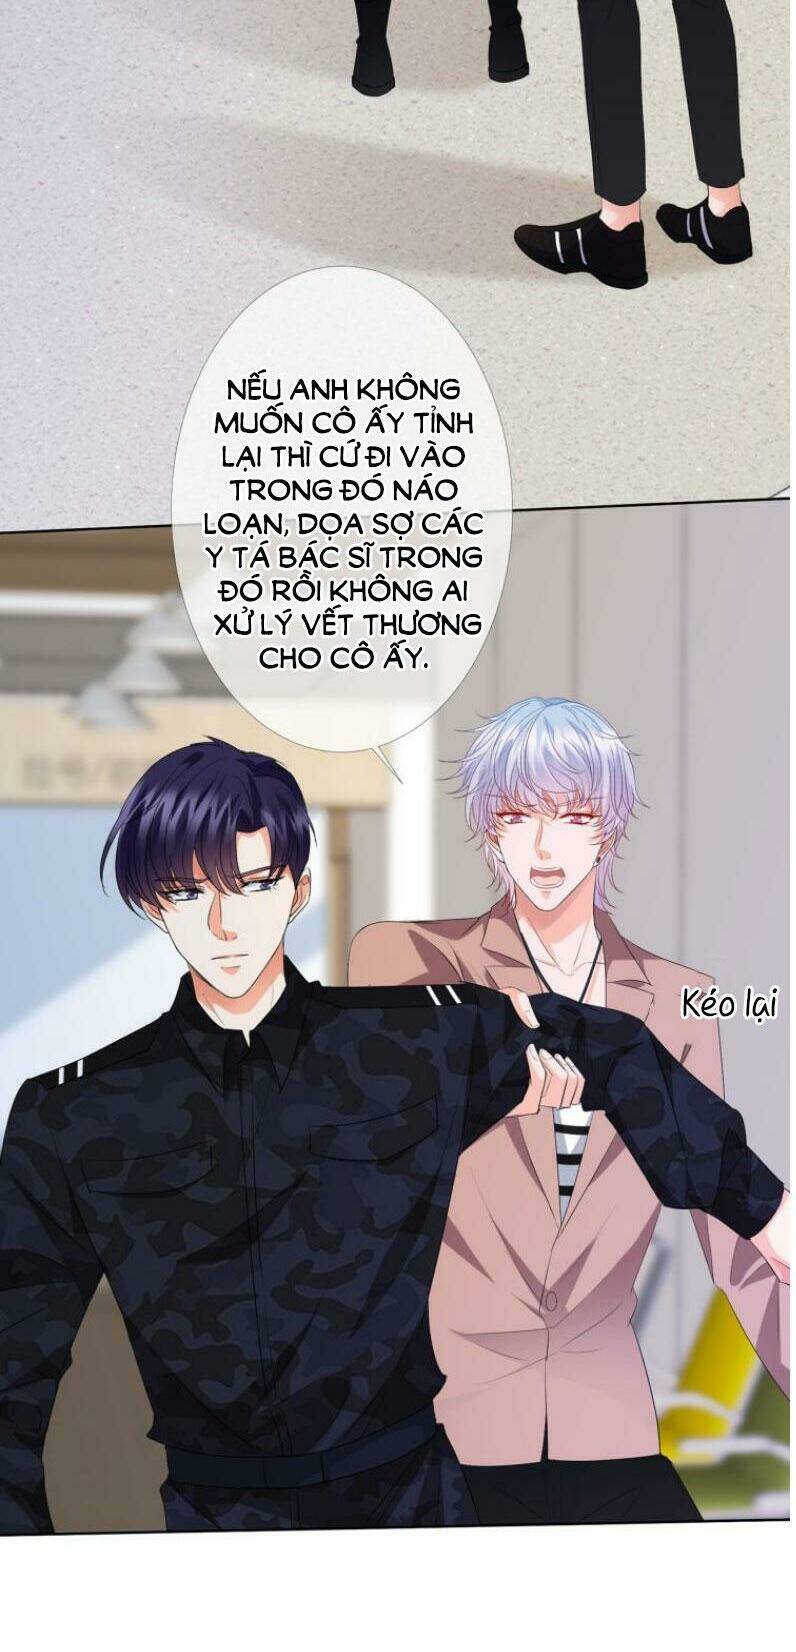 NẾU ANH KHÔNG
MUỐN CÔ ẤY TỈNH
LẠI THÌ CỨ ĐI VÀO
TRONG ĐÓ NÁO
LOẠN, DỌA SỢ CÁC
Y TÁ BÁC SĨ TRONG
ĐÓ RỒI KHÔNG AI
XỬ LÝ VẾT THƯƠNG
CHO CÔ ẤY.
Kéo lại